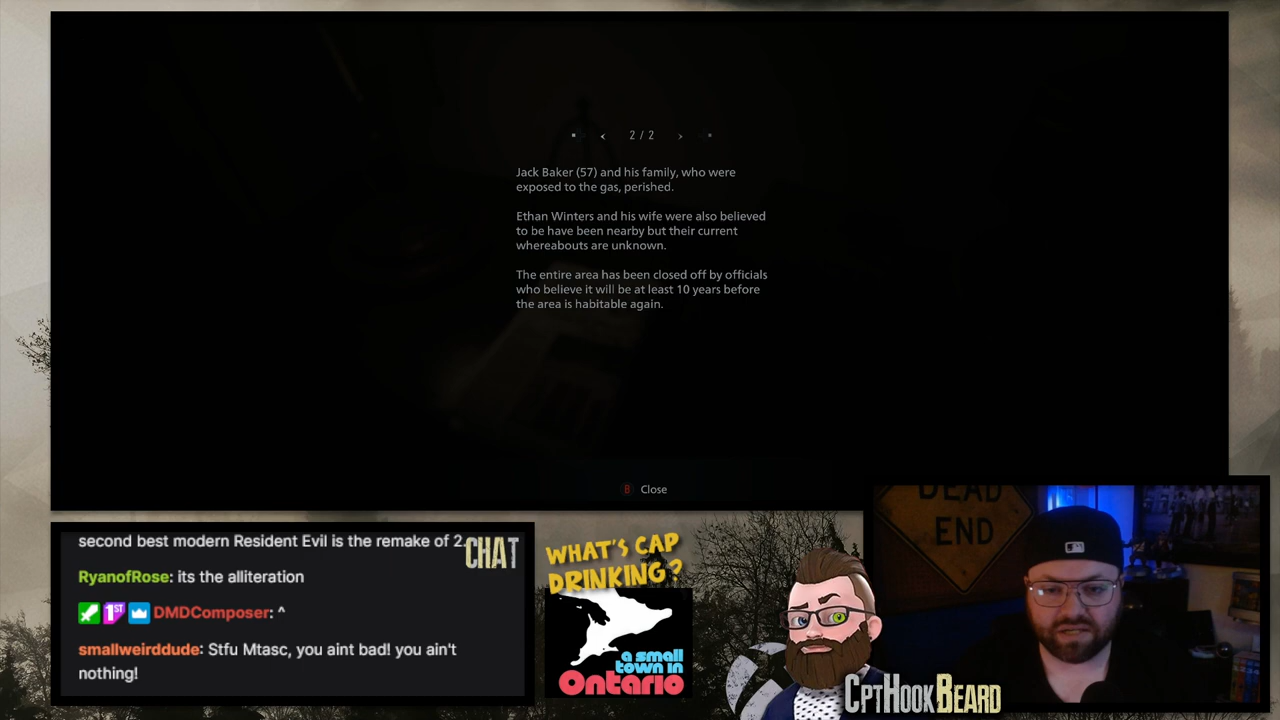 2 / 2
Jack Baker (57) and his family, who were
exposed to the gas, perished.
Ethan Winters and his wife were also believed
to be have been nearby but their current
whereabouts are unknown.
The entire area has been closed off by officials
who believe it will be at least 10 years before
the area is habitable again.
B Close
second best modern Resident Evil is the remake of 2.
CHAT
RyanofRose: its the alliteration
1ST DMDComposer: ^
smallweirddude: Stfu Mtasc, you aint bad! you ain't
nothing!
WHAT'S CAP
DRINKING?
a small
town in
Ontario
CPTHOOKBEARD
DEAD
END